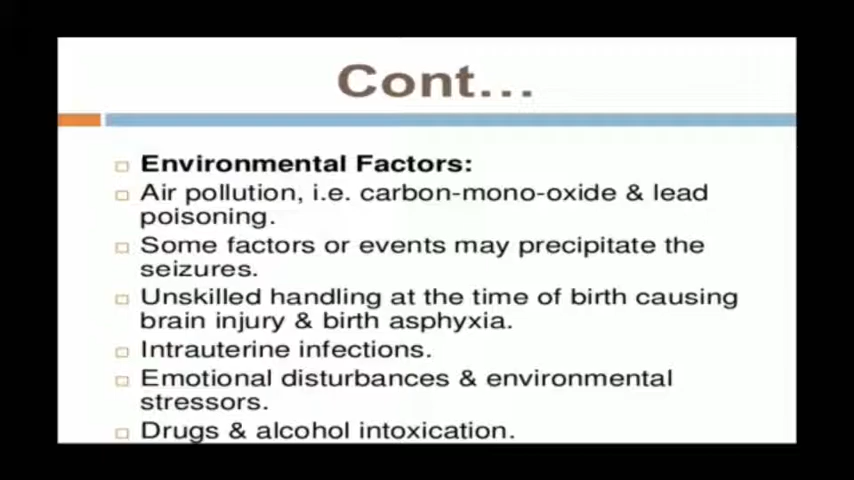 Cont...
Environmental Factors:
Air pollution, i.e. carbon-mono-oxide & lead
poisoning.
Some factors or events may precipitate the
seizures.
Unskilled handling at the time of birth causing
brain injury & birth asphyxia.
Intrauterine infections.
Emotional disturbances & environmental
stressors.
Drugs & alcohol intoxication.